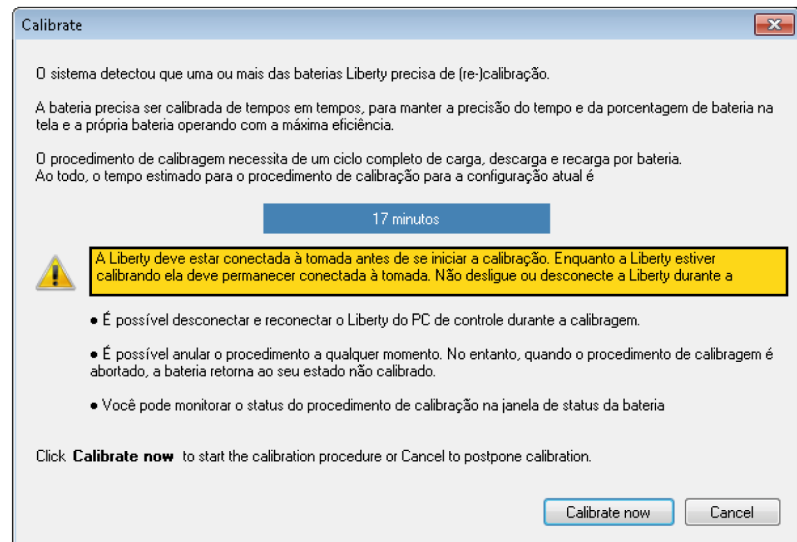 Calibrate
O sistema detectou que uma ou mais das baterias Liberty precisa de (re-)calibração.
A bateria precisa ser calibrada de tempos em tempos, para manter a precisão do tempo e da porcentagem de bateria na
tela e a própria bateria operando com a máxima eficiência.
O procedimento de calibragem necessita de um ciclo completo de carga, descarga e recarga por bateria.
Ao todo, o tempo estimado para o procedimento de calibração para a configuração atual é
17 minutos
A Liberty deve estar conectada à tomada antes de se iniciar a calibração. Enquanto a Liberty estiver
calibrando ela deve permanecer conectada à tomada. Não desligue ou desconecte a Liberty durante a
● É possível desconectar e reconectar o Liberty do PC de controle durante a calibragem.
● É possível anular o procedimento a qualquer momento. No entanto, quando o procedimento de calibragem é
abortado, a bateria retorna ao seu estado não calibrado.
● Você pode monitorar o status do procedimento de calibração na janela de status da bateria
Click Calibrate now to start the calibration procedure or Cancel to postpone calibration.
Calibrate now Cancel